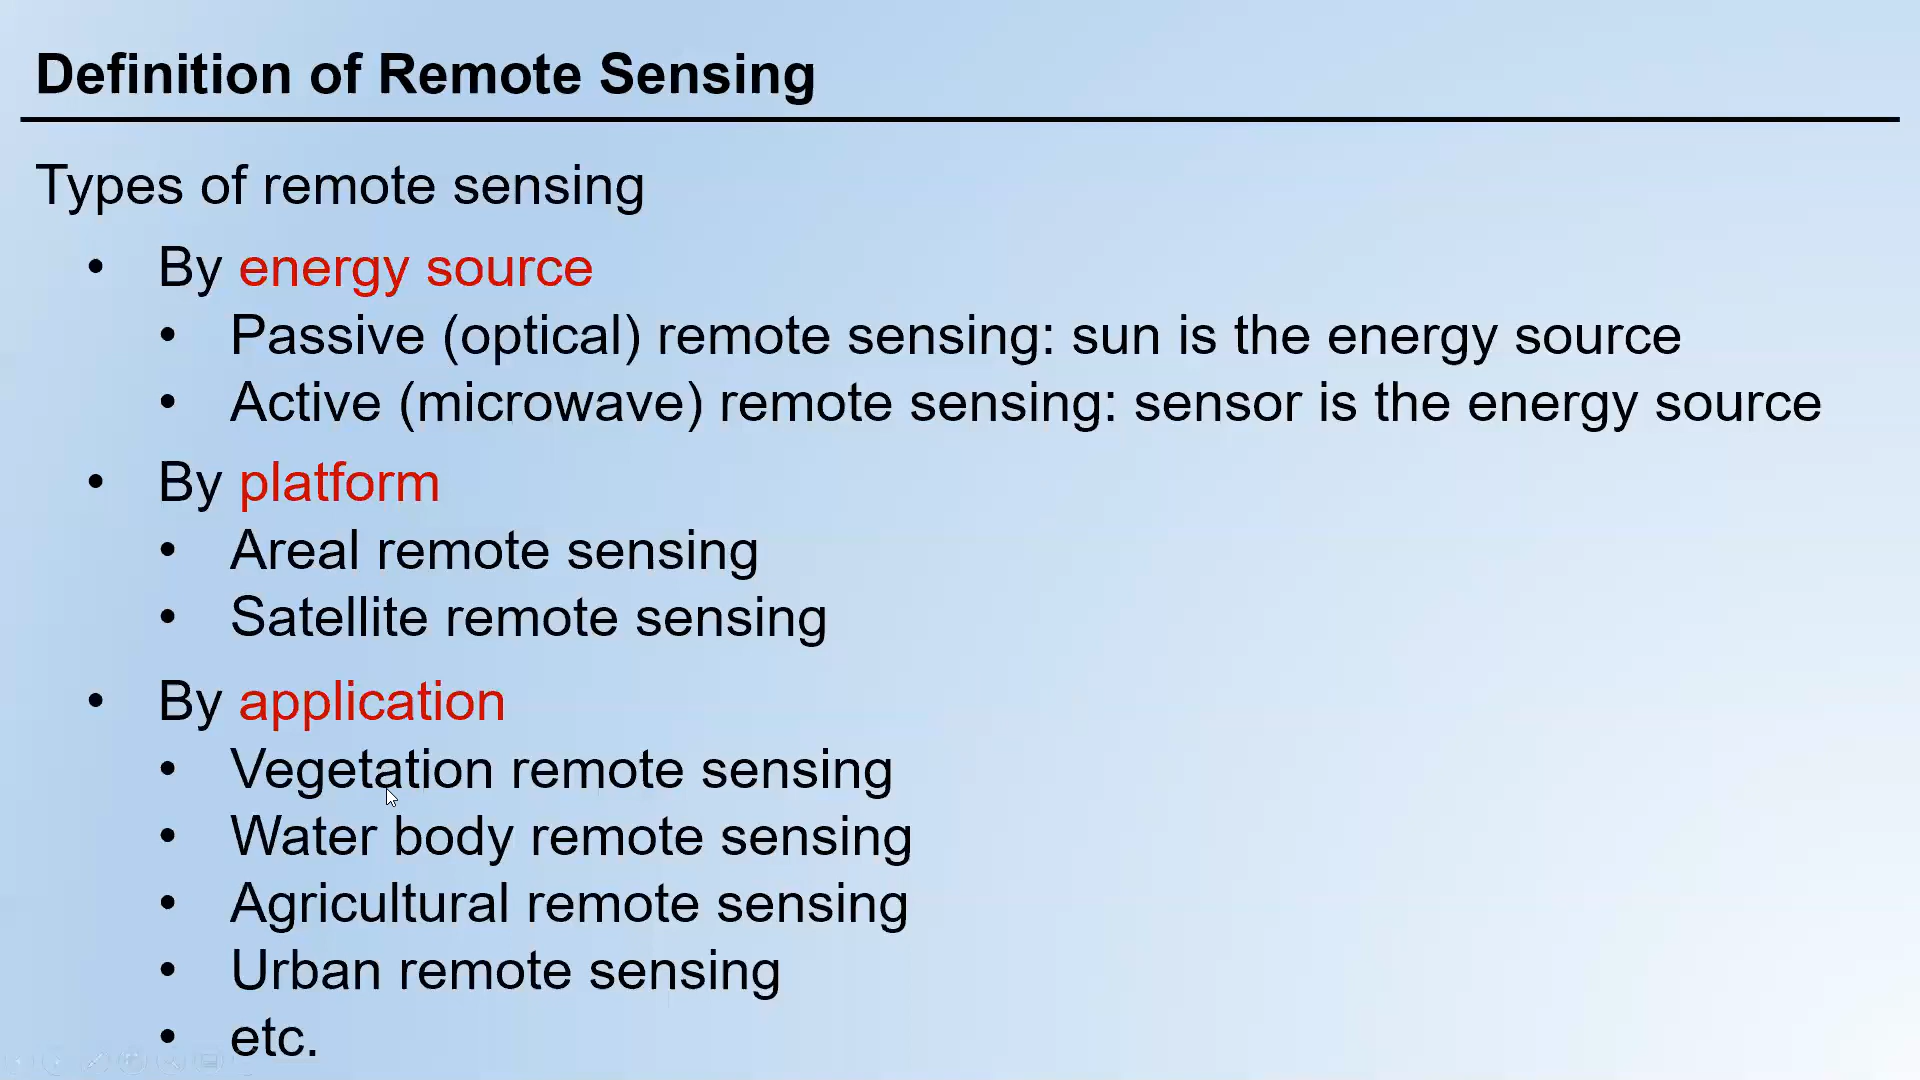 Definition of Remote Sensing
Types of remote sensing
• By energy source
• Passive (optical) remote sensing: sun is the energy source
• Active (microwave) remote sensing: sensor is the energy source
• By platform
• Areal remote sensing
• Satellite remote sensing
• By application
• Vegetation remote sensing
• Water body remote sensing
• Agricultural remote sensing
• Urban remote sensing
• etc.